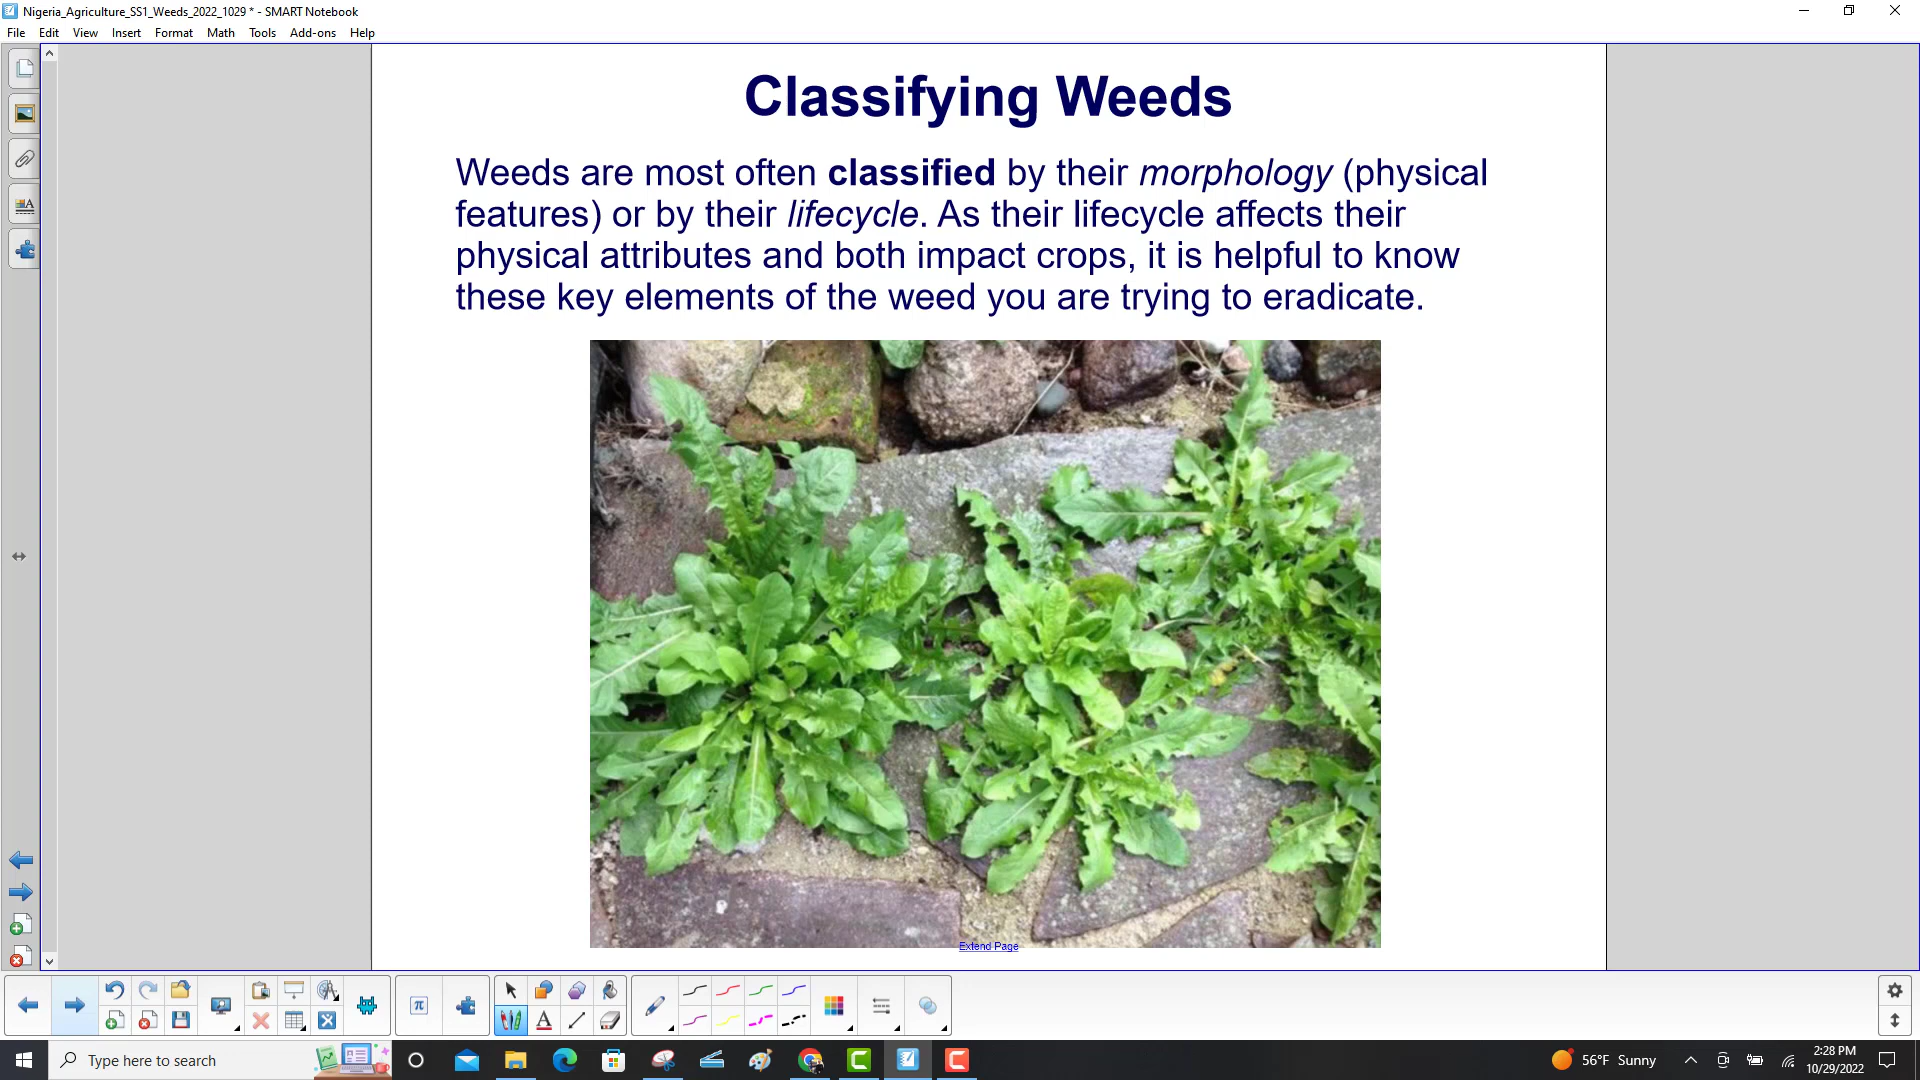 Nigeria_Agriculture_SS1_Weeds_2022_1029 * - SMART Notebook
File Edit View Insert Format Math Tools Add-ons Help
Classifying Weeds
Weeds are most often classified by their morphology (physical
features) or by their lifecycle. As their lifecycle affects their
physical attributes and both impact crops, it is helpful to know
these key elements of the weed you are trying to eradicate.
Extend Page
Type here to search
56°F Sunny
2:28 PM
10/29/2022